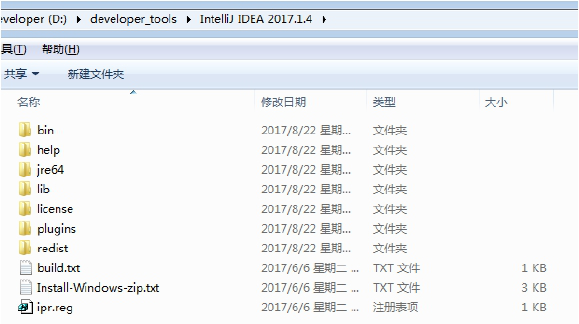 eveloper (D:) ▸ developer_tools ▸ IntelliJ IDEA 2017.1.4 ▸
具(T) 帮助(H)
共享 新建文件夹
名称 修改日期 类型 大小
bin 2017/8/22 星期... 文件夹
help 2017/8/22 星期... 文件夹
jre64 2017/8/22 星期... 文件夹
lib 2017/8/22 星期... 文件夹
license 2017/8/22 星期... 文件夹
plugins 2017/8/22 星期... 文件夹
redist 2017/8/22 星期... 文件夹
build.txt 2017/6/6 星期二 ... TXT 文件 1 KB
Install-Windows-zip.txt 2017/6/6 星期二 ... TXT 文件 3 KB
ipr.reg 2017/6/6 星期二 ... 注册表项 1 KB